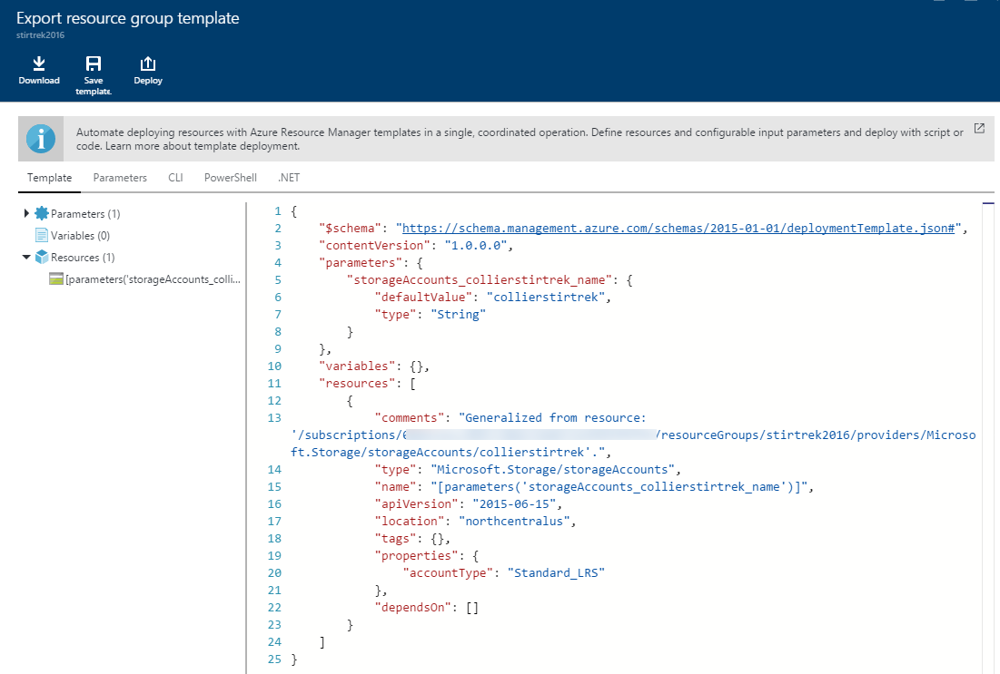 Export resource group template
stirtrek2016
Download
Save
template.
Deploy
Automate deploying resources with Azure Resource Manager templates in a single, coordinated operation. Define resources and configurable input parameters and deploy with script or
code. Learn more about template deployment.
Template Parameters CLI PowerShell .NET
Parameters (1)
Variables (0)
Resources (1)
[parameters('storageAccounts_colli...
1 {
2 "$schema": "https://schema.management.azure.com/schemas/2015-01-01/deploymentTemplate.json#",
3 "contentVersion": "1.0.0.0",
4 "parameters": {
5 "storageAccounts_collierstirtrek_name": {
6 "defaultValue": "collierstirtrek",
7 "type": "String"
8 }
9 },
10 "variables": {},
11 "resources": [
12 {
13 "comments": "Generalized from resource:
'/subscriptions/ /resourceGroups/stirtrek2016/providers/Microso
ft.Storage/storageAccounts/collierstirtrek'.",
14 "type": "Microsoft.Storage/storageAccounts",
15 "name": "[parameters('storageAccounts_collierstirtrek_name')]",
16 "apiVersion": "2015-06-15",
17 "location": "northcentralus",
18 "tags": {},
19 "properties": {
20 "accountType": "Standard_LRS"
21 },
22 "dependsOn": []
23 }
24 ]
25 }